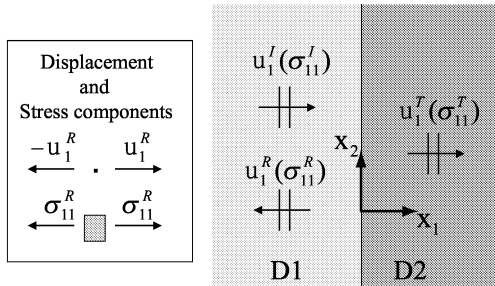 Displacement
and
Stress components
−u₁ᴿ u₁ᴿ
σ₁₁ᴿ σ₁₁ᴿ
u₁ᴵ(σ₁₁ᴵ)
u₁ᵀ(σ₁₁ᵀ)
u₁ᴿ(σ₁₁ᴿ)
x₂
x₁
D1 D2